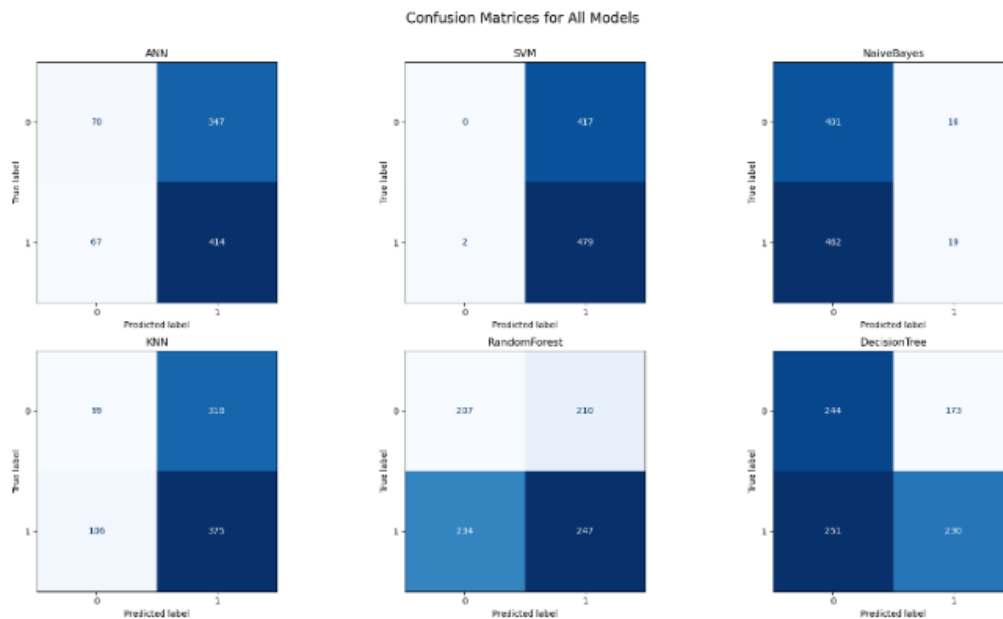 Confusion Matrices for All Models
ANN
SVM
NaiveBayes
True label
0
70
347
1
67
414
0
1
Predicted label
True label
0
0
417
1
2
479
0
1
Predicted label
True label
0
401
16
1
462
19
0
1
Predicted label
KNN
RandomForest
DecisionTree
True label
0
99
318
1
106
375
0
1
Predicted label
True label
0
207
210
1
234
247
0
1
Predicted label
True label
0
244
173
1
251
230
0
1
Predicted label